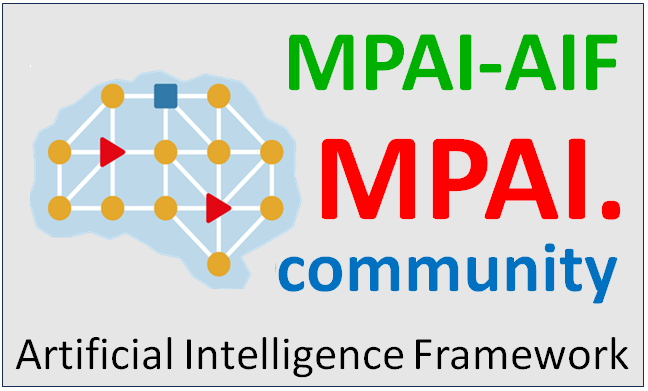 MPAI-AIF
MPAI.
community
Artificial Intelligence Framework